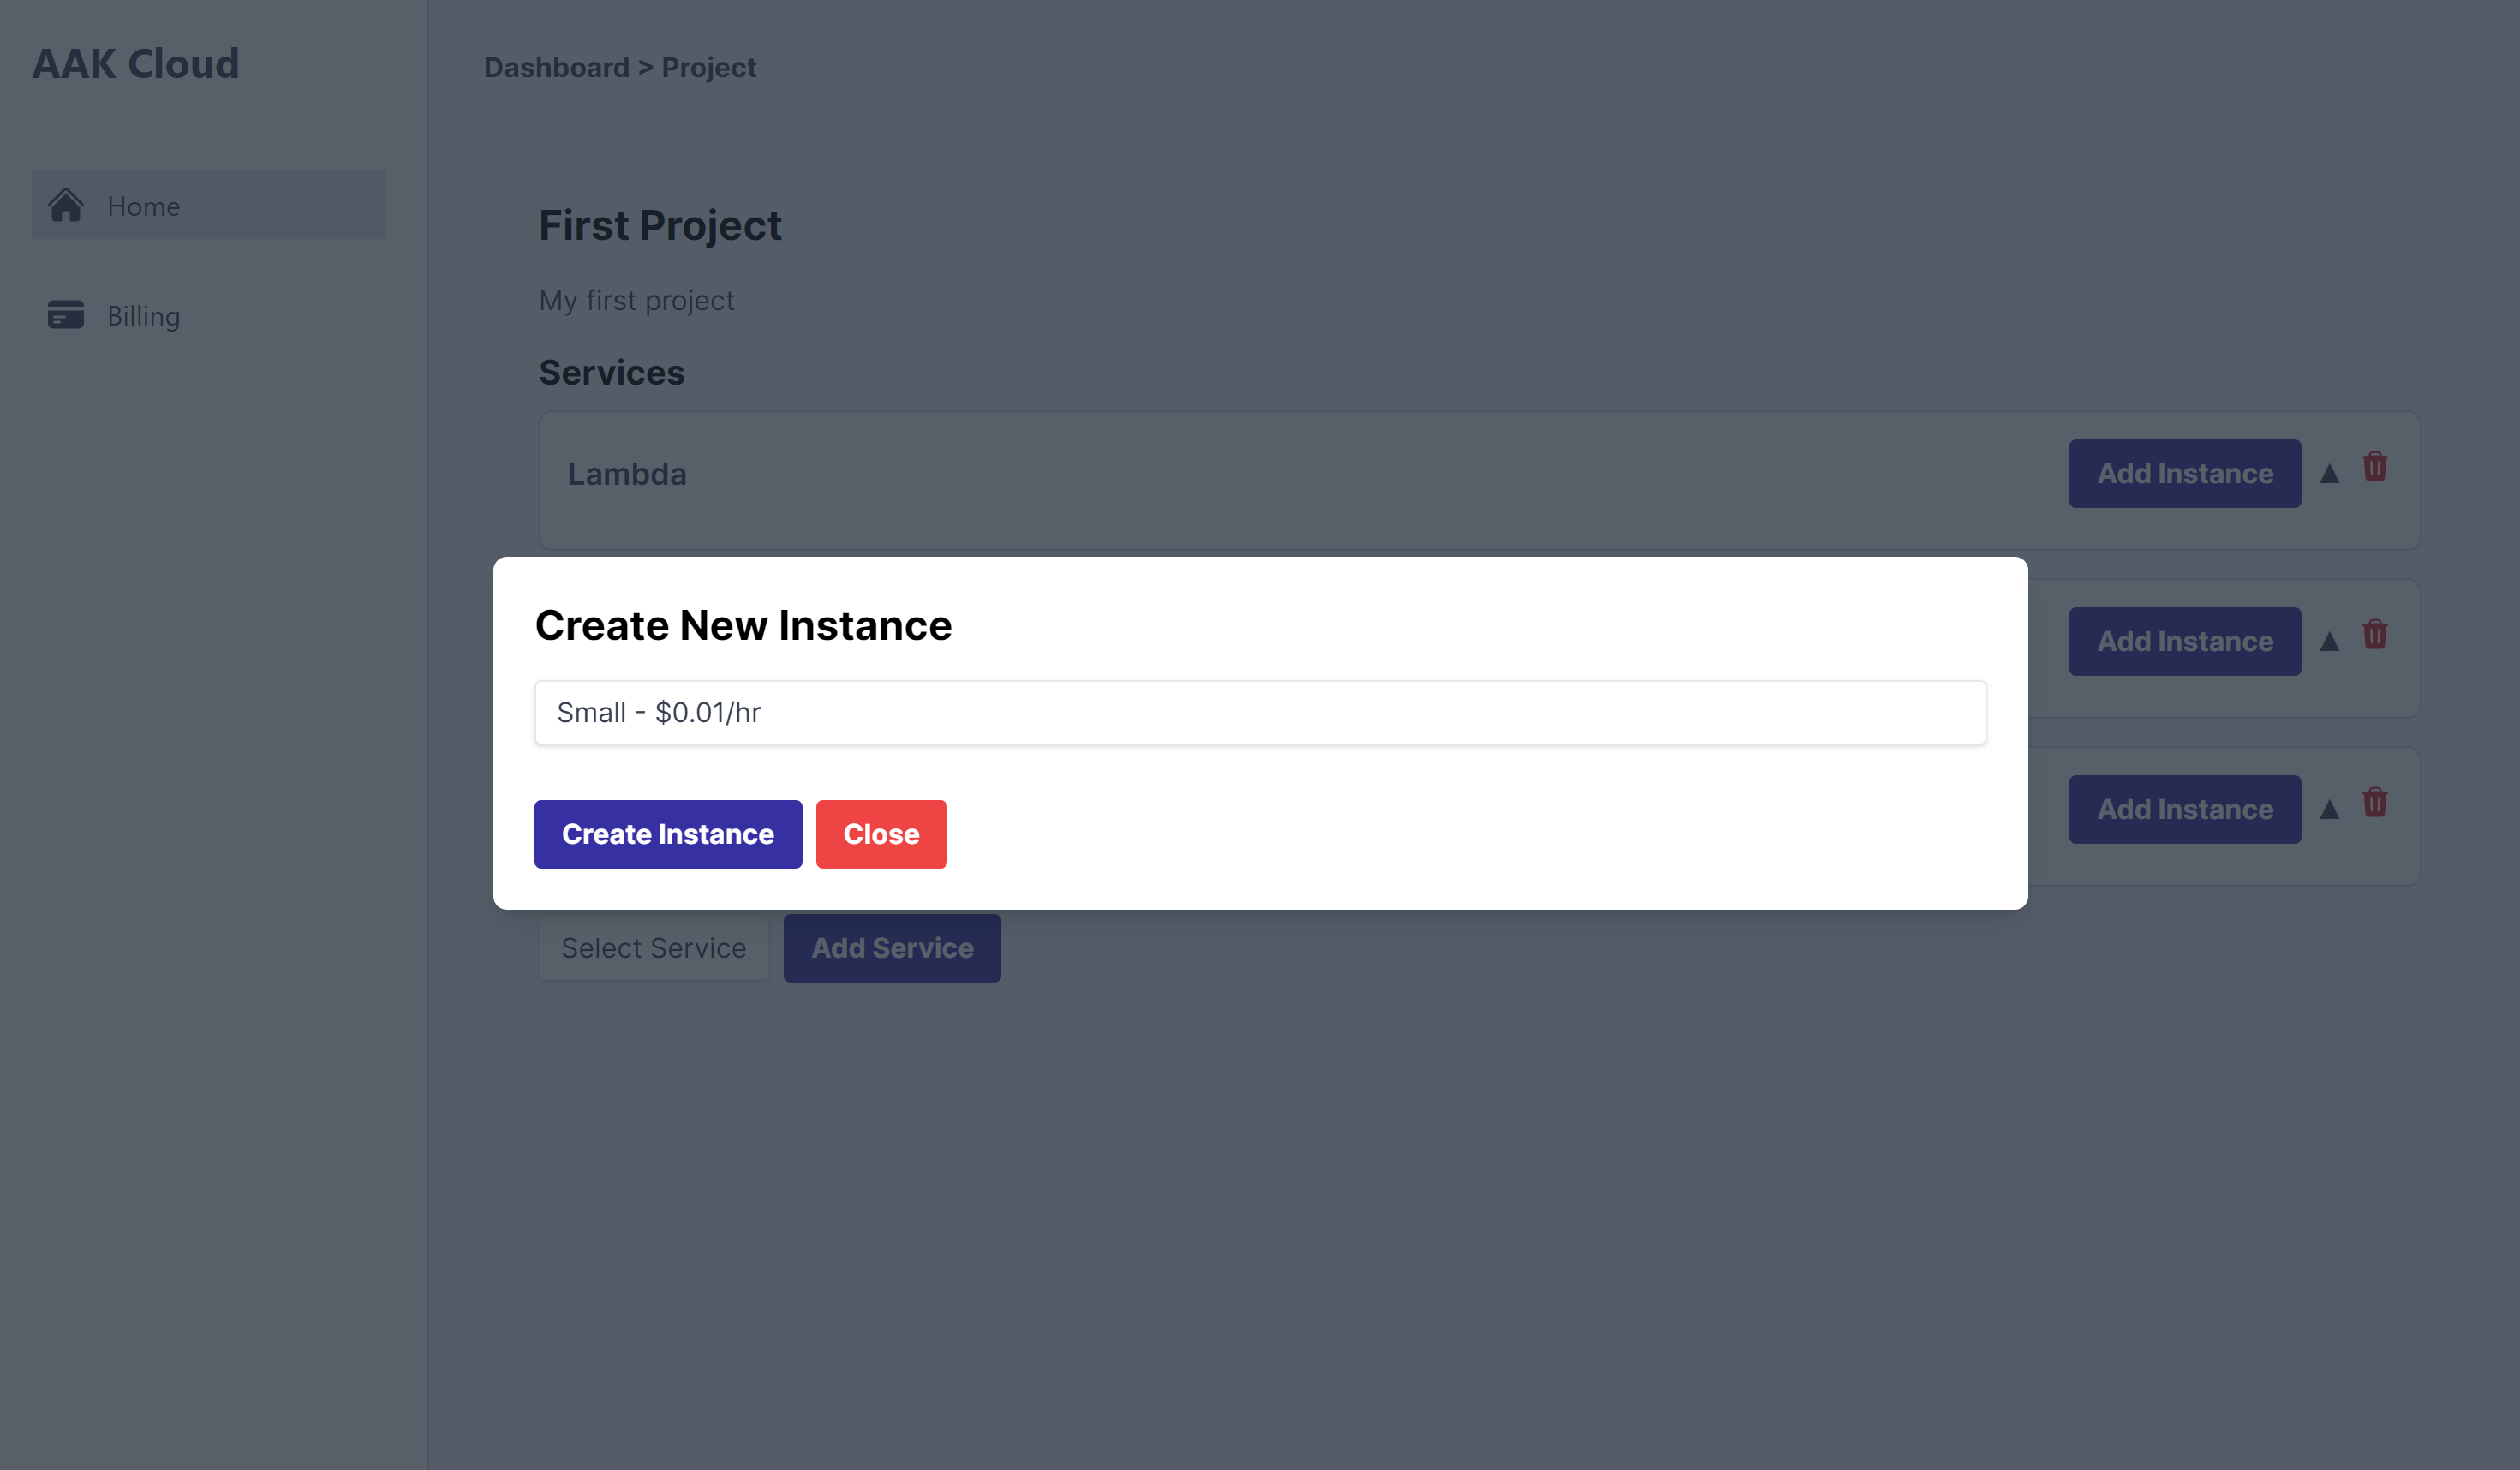 AAK Cloud
Dashboard > Project
Home
Billing
First Project
My first project
Services
Lambda
Add Instance
Add Instance
Add Instance
Create New Instance
Small - $0.01/hr
Create Instance
Close
Select Service
Add Service